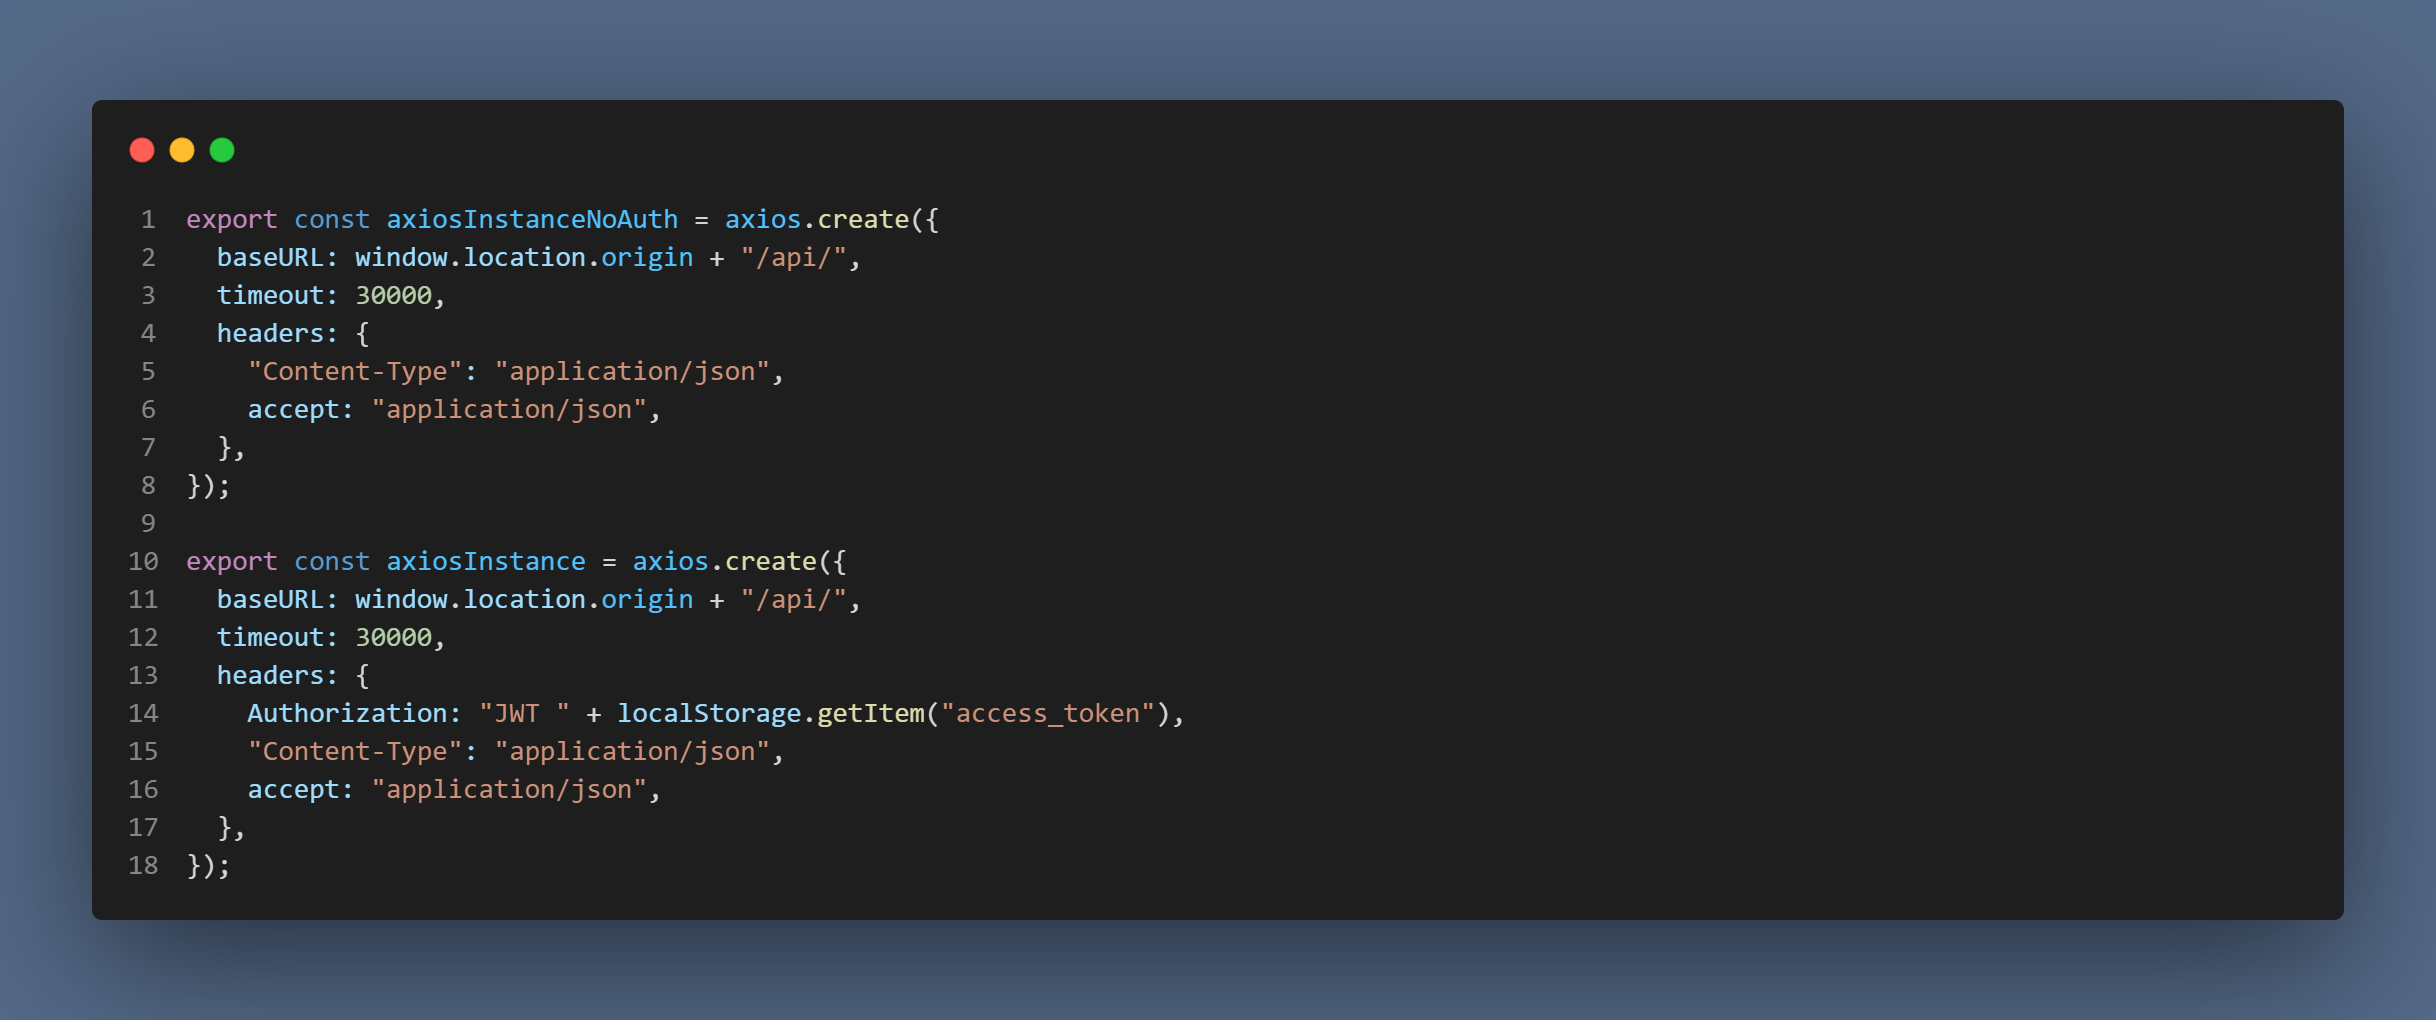 1 export const axiosInstanceNoAuth = axios.create({
2   baseURL: window.location.origin + "/api/",
3   timeout: 30000,
4   headers: {
5     "Content-Type": "application/json",
6     accept: "application/json",
7   },
8 });
9
10 export const axiosInstance = axios.create({
11   baseURL: window.location.origin + "/api/",
12   timeout: 30000,
13   headers: {
14     Authorization: "JWT " + localStorage.getItem("access_token"),
15     "Content-Type": "application/json",
16     accept: "application/json",
17   },
18 });